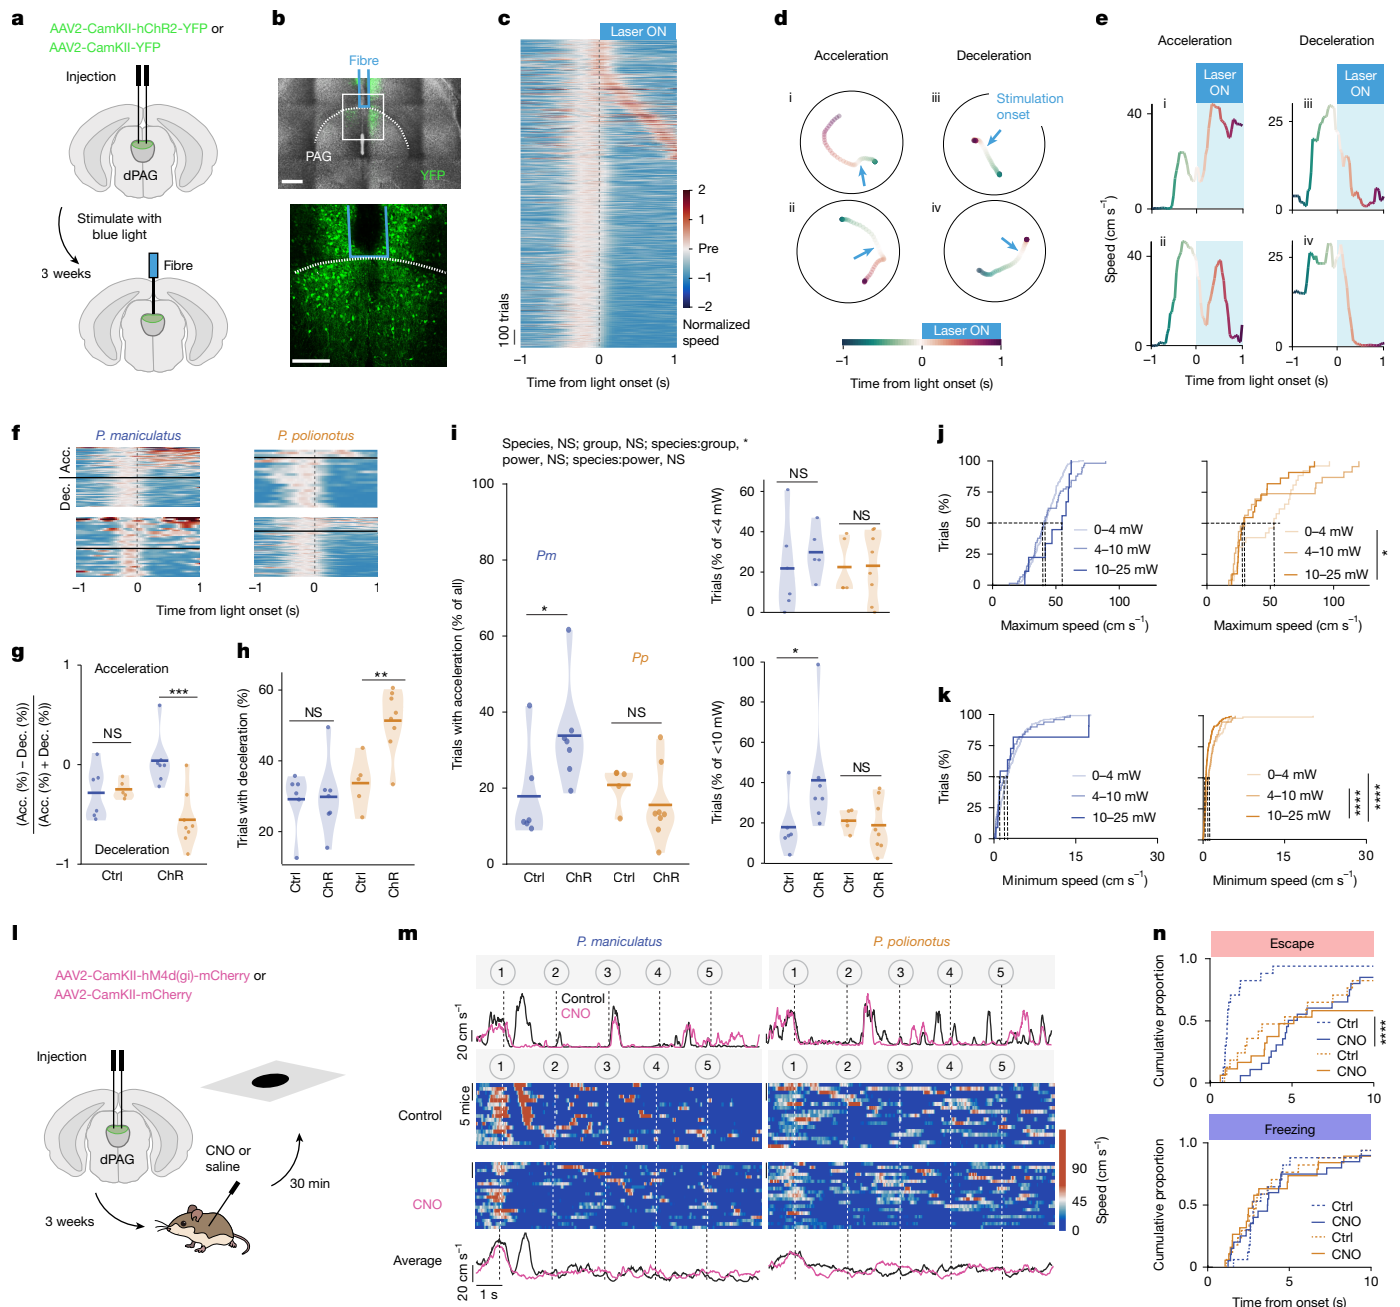 a
AAV2-CamKII-hChR2-YFP or
AAV2-CamKII-YFP
Injection
dPAG
Stimulate with
blue light
3 weeks
Fibre
b
Fibre
PAG
YFP
c
Laser ON
100 trials
2
1
Pre
−1
−2
Normalized
speed
−1
0
1
Time from light onset (s)
d
Acceleration
Deceleration
i
iii
Stimulation
onset
ii
iv
Laser ON
−1
0
1
Time from light onset (s)
e
Acceleration
Deceleration
Laser
ON
Laser
ON
i
iii
40
0
25
0
ii
iv
40
0
25
0
Speed (cm s−1)
−1
0
1
−1
0
1
Time from light onset (s)
f
P. maniculatus
P. polionotus
Acc.
Dec.
−1
0
1
−1
0
1
Time from light onset (s)
g
1
0
−1
(Acc. (%) − Dec. (%))
(Acc. (%) + Dec. (%))
Acceleration
***
NS
Deceleration
Ctrl
ChR
h
Trials with deceleration (%)
60
40
20
NS
**
Ctrl
ChR
Ctrl
ChR
i
Species, NS; group, NS; species:group, *
power, NS; species:power, NS
Trials with acceleration (% of all)
100
80
60
40
20
0
Pm
*
Pp
NS
Ctrl
ChR
Ctrl
ChR
Trials (% of <4 mW)
60
40
20
0
NS
NS
Trials (% of <10 mW)
100
80
60
40
20
0
*
NS
Ctrl
ChR
Ctrl
ChR
j
Trials (%)
100
75
50
25
0
0–4 mW
4–10 mW
10–25 mW
0
50
100
Maximum speed (cm s−1)
0–4 mW
4–10 mW
10–25 mW
*
0
50
100
Maximum speed (cm s−1)
k
Trials (%)
100
75
50
25
0
0–4 mW
4–10 mW
10–25 mW
0
15
30
Minimum speed (cm s−1)
0–4 mW
4–10 mW
10–25 mW
****
****
0
15
30
Minimum speed (cm s−1)
l
AAV2-CamKII-hM4d(gi)-mCherry or
AAV2-CamKII-mCherry
Injection
dPAG
CNO or
saline
30 min
3 weeks
m
P. maniculatus
P. polionotus
1
2
3
4
5
1
2
3
4
5
Control
CNO
20 cm s−1
1
2
3
4
5
1
2
3
4
5
5 mice
Control
CNO
90
45
0
Speed (cm s−1)
Average
20 cm s−1
1 s
n
Escape
Cumulative proportion
1.0
0.5
0
Ctrl
CNO
Ctrl
CNO
****
0
5
10
Time from onset (s)
Freezing
Cumulative proportion
1.0
0.5
0
Ctrl
CNO
Ctrl
CNO
0
5
10
Time from onset (s)